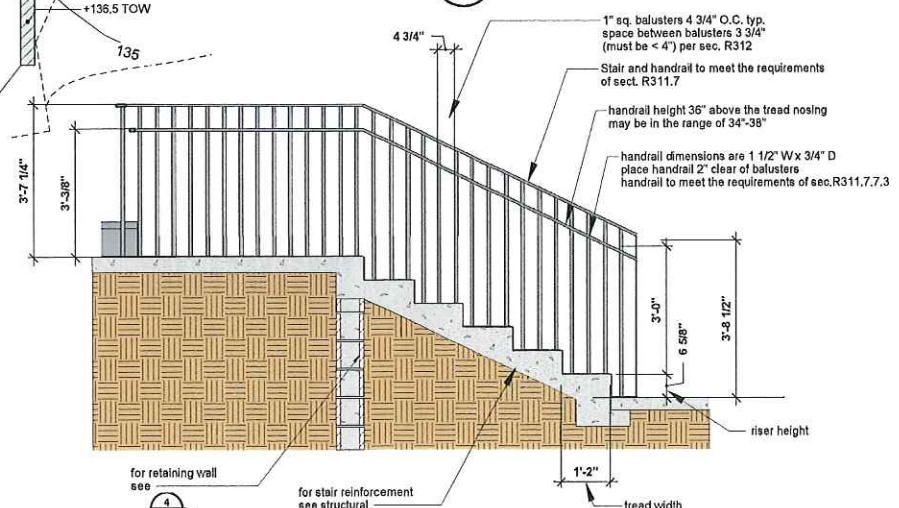 +136.5 TOW
135
4 3/4"
1" sq. balusters 4 3/4" O.C. typ.
space between balusters 3 3/4"
(must be < 4") per sec. R312
Stair and handrail to meet the requirements
of sect. R311.7
handrail height 36" above the tread nosing
may be in the range of 34"-38"
handrail dimensions are 1 1/2" W x 3/4" D
place handrail 2" clear of balusters
handrail to meet the requirements of sec.R311.7.7.3
3'-7 1/4"
3'-3/8"
3'-0"
6 5/8"
3'-8 1/2"
riser height
1'-2"
tread width
for retaining wall
see
4
for stair reinforcement
see structural